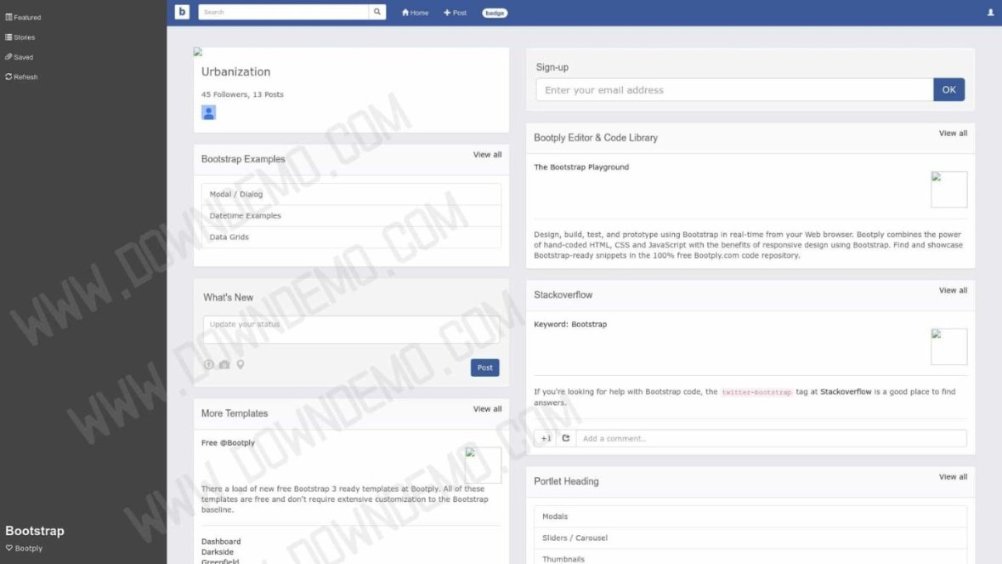 Featured
Stories
Saved
Refresh
Bootstrap
Bootply
b
Search
Home
Post
badge
Urbanization
45 Followers, 13 Posts
Bootstrap Examples
View all
Modal / Dialog
Datetime Examples
Data Grids
What's New
Update your status
Post
More Templates
View all
Free @Bootply
There a load of new free Bootstrap 3 ready templates at Bootply. All of these
templates are free and don't require extensive customization to the Bootstrap
baseline.
Dashboard
Darkside
Greenfield
Sign-up
Enter your email address
OK
Bootply Editor & Code Library
View all
The Bootstrap Playground
Design, build, test, and prototype using Bootstrap in real-time from your Web browser. Bootply combines the power
of hand-coded HTML, CSS and JavaScript with the benefits of responsive design using Bootstrap. Find and showcase
Bootstrap-ready snippets in the 100% free Bootply.com code repository.
Stackoverflow
View all
Keyword: Bootstrap
If you're looking for help with Bootstrap code, the twitter-bootstrap tag at Stackoverflow is a good place to find
answers.
+1
Add a comment..
Portlet Heading
View all
Modals
Sliders / Carousel
Thumbnails
WWW.DOWNDEMO.COM
WWW.DOWNDEMO.COM
WWW.DOWNDEMO.COM
WWW.DOWNDEMO.COM